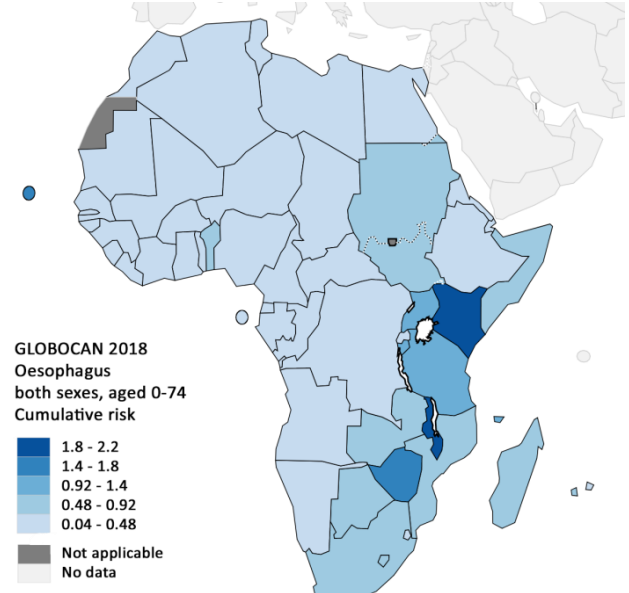 GLOBOCAN 2018
Oesophagus
both sexes, aged 0-74
Cumulative risk
1.8 - 2.2
1.4 - 1.8
0.92 - 1.4
0.48 - 0.92
0.04 - 0.48
Not applicable
No data